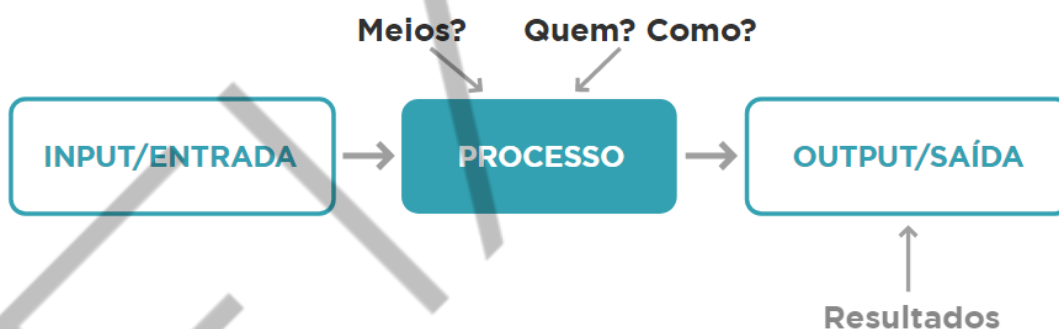 Meios? Quem? Como?
INPUT/ENTRADA PROCESSO OUTPUT/SAÍDA
Resultados